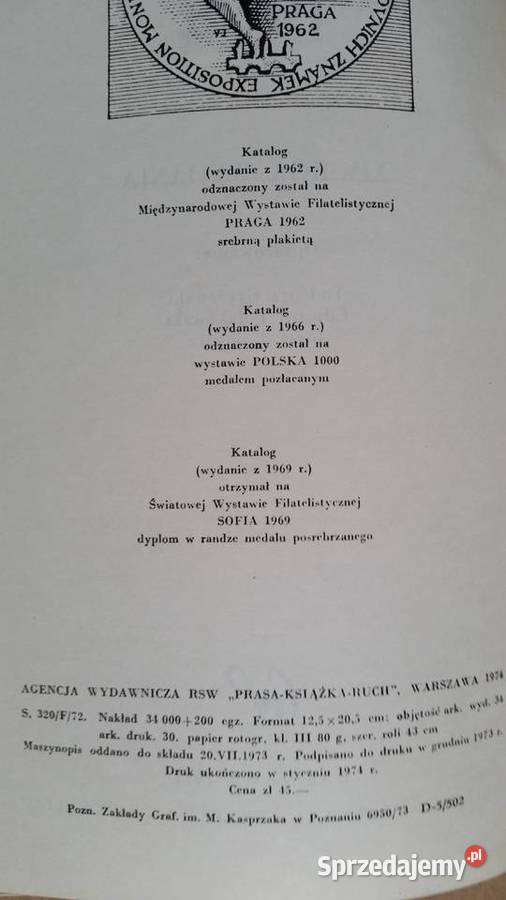 PRAGA
1962
DVNÍCH ZNÁMEK EXPOSITION MON
Katalog
(wydanie z 1962 r.)
odznaczony został na
Międzynarodowej Wystawie Filatelistycznej
PRAGA 1962
srebrną plakietą
Katalog
(wydanie z 1966 r.)
odznaczony został na
wystawie POLSKA 1000
medalem pozłacanym
Katalog
(wydanie z 1969 r.)
otrzymał na
Światowej Wystawie Filatelistycznej
SOFIA 1969
dyplom w randze medalu posrebrzanego
AGENCJA WYDAWNICZA RSW „PRASA-KSIĄŻKA-RUCH", WARSZAWA 1974
S. 320/F/72. Nakład 34 000+200 egz. Format 12,5×20,5 cm; objętość ark. wyd. 34
ark. druk. 30. papier rotogr. kl. III 80 g, szer. roli 43 cm
Maszynopis oddano do składu 20.VII.1973 r. Podpisano do druku w grudniu 1973 r.
Druk ukończono w styczniu 1974 r.
Cena zł 45.—
Pozn. Zakłady Graf. im. M. Kasprzaka w Poznaniu 6950/73 D-5/502
Sprzedajemy.pl